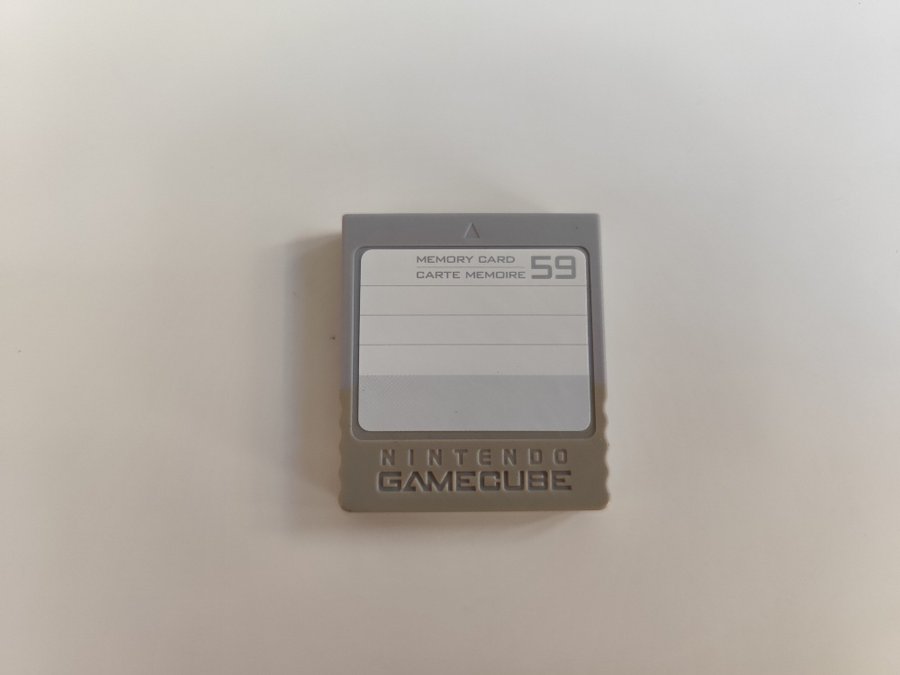 MEMORY CARD 59
CARTE MEMOIRE
NINTENDO
GAMECUBE